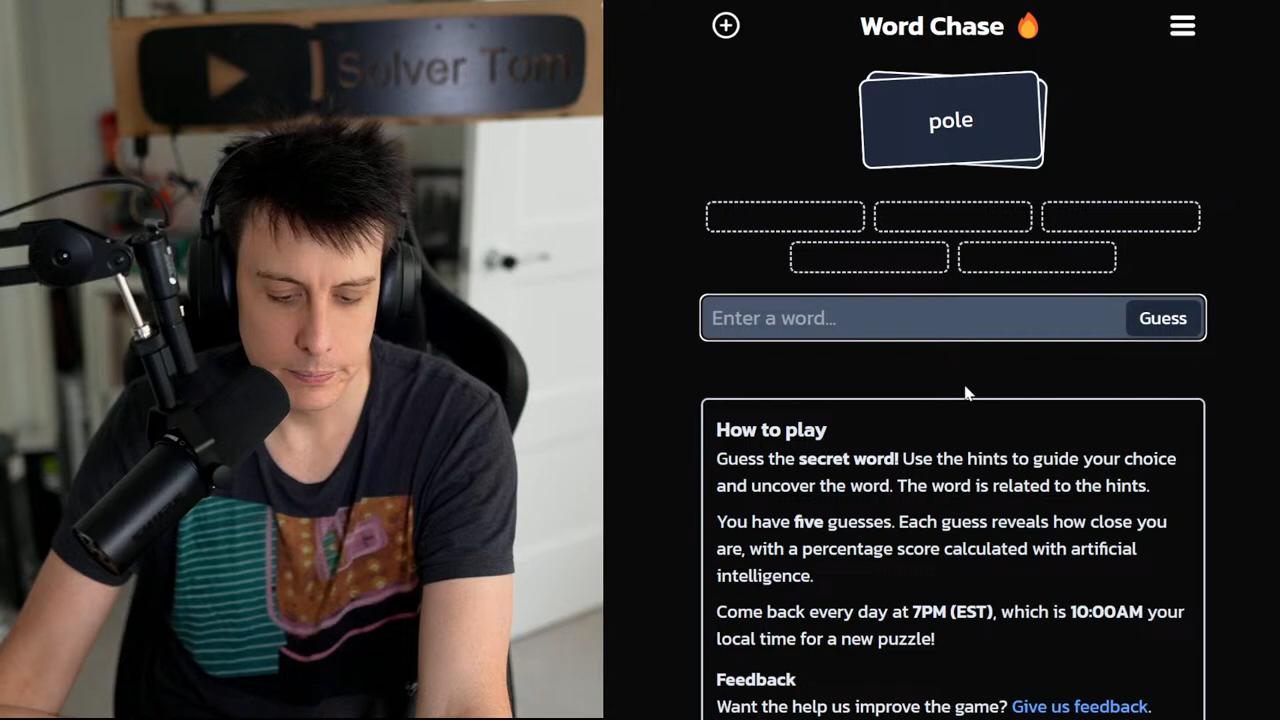 Solver Tom
Word Chase 🔥
pole
Enter a word...
Guess
How to play
Guess the secret word! Use the hints to guide your choice
and uncover the word. The word is related to the hints.
You have five guesses. Each guess reveals how close you
are, with a percentage score calculated with artificial
intelligence.
Come back every day at 7PM (EST), which is 10:00AM your
local time for a new puzzle!
Feedback
Want the help us improve the game? Give us feedback.